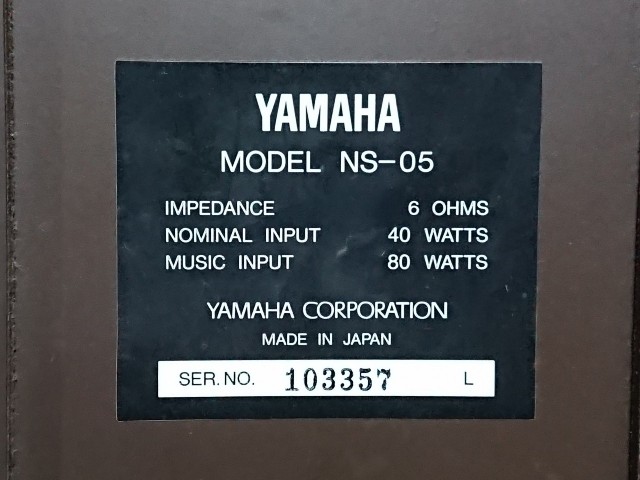 YAMAHA
MODEL NS-05
IMPEDANCE 6 OHMS
NOMINAL INPUT 40 WATTS
MUSIC INPUT 80 WATTS
YAMAHA CORPORATION
MADE IN JAPAN
SER. NO. 103357 L